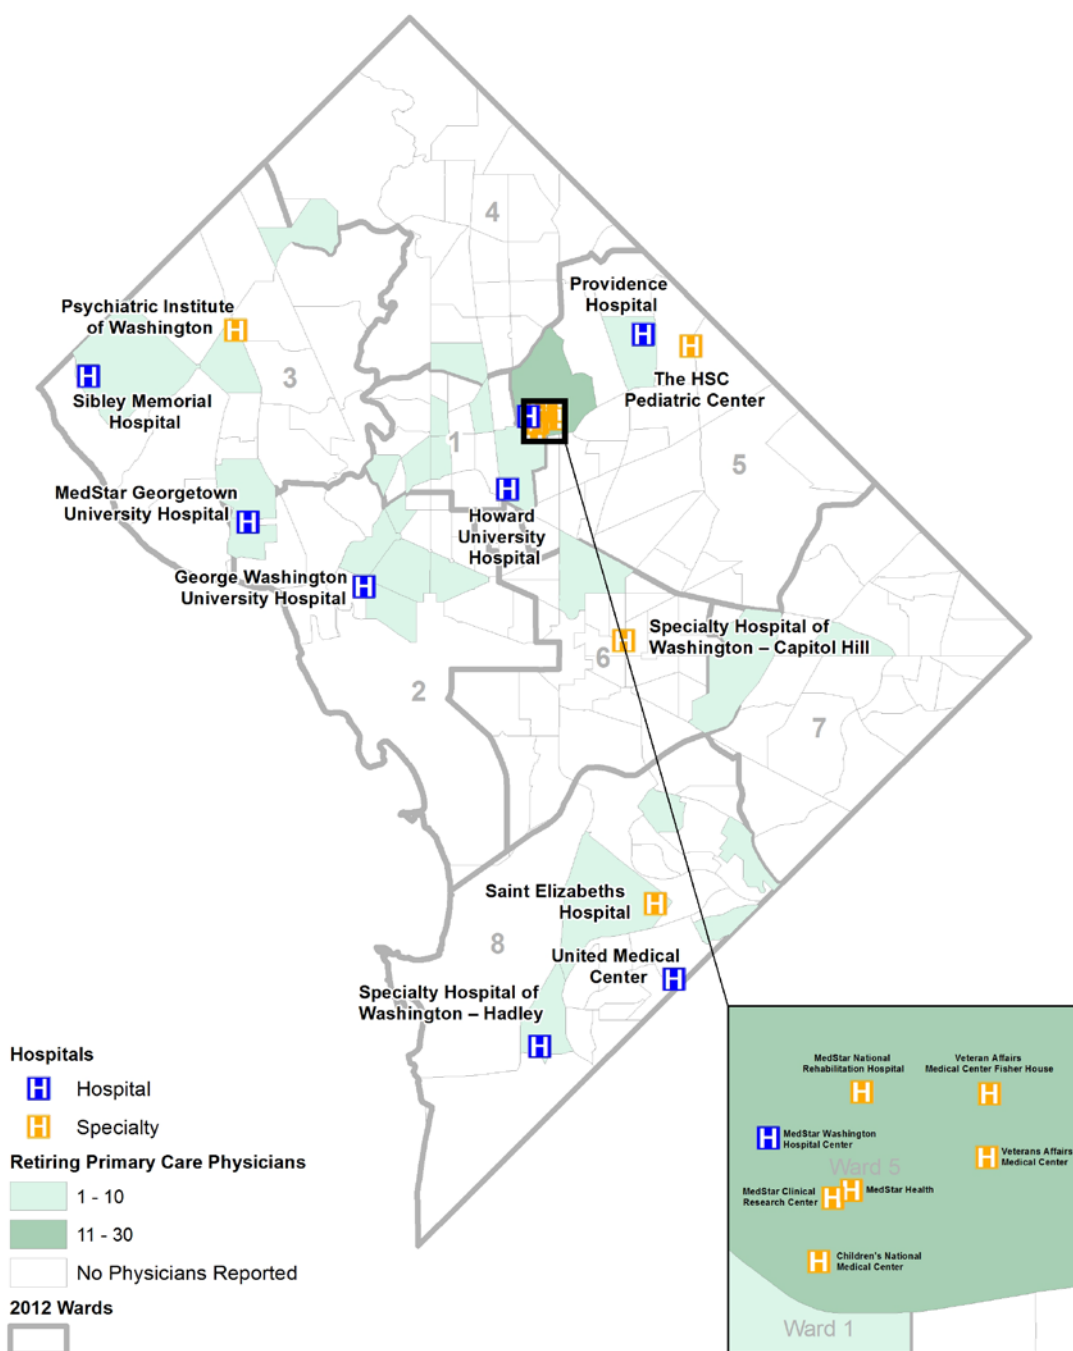 4
Providence
Hospital
Psychiatric Institute
of Washington
H
H
H
The HSC
Pediatric Center
3
H
Sibley Memorial
Hospital
H
1
5
MedStar Georgetown
University Hospital
H
H
Howard
University
Hospital
George Washington
University Hospital
H
Specialty Hospital of
Washington – Capitol Hill
H
6
2
7
Saint Elizabeths
Hospital
H
8
United Medical
Center
H
Specialty Hospital of
Washington – Hadley
H
Hospitals
H Hospital
H Specialty
Retiring Primary Care Physicians
1 - 10
11 - 30
No Physicians Reported
2012 Wards
MedStar National
Rehabilitation Hospital
H
Veteran Affairs
Medical Center Fisher House
H
H
MedStar Washington
Hospital Center
H
Veterans Affairs
Medical Center
Ward 5
MedStar Clinical
Research Center
H
H
MedStar Health
H
Children's National
Medical Center
Ward 1